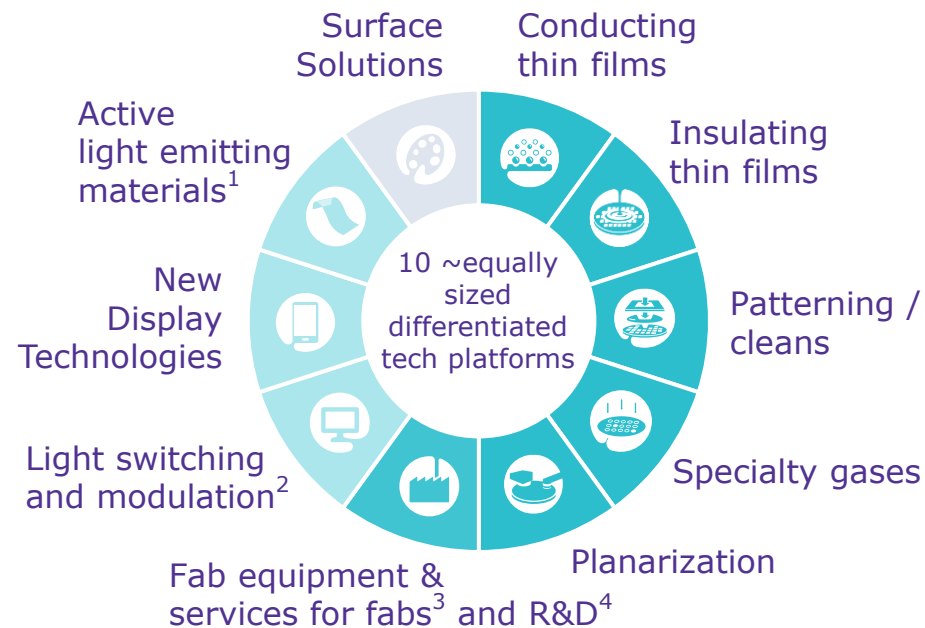 Surface
Solutions
Conducting
thin films
Active
light emitting
materials¹
Insulating
thin films
10 ~equally
sized
differentiated
tech platforms
New
Display
Technologies
Patterning /
cleans
Light switching
and modulation²
Specialty gases
Planarization
Fab equipment &
services for fabs³ and R&D⁴